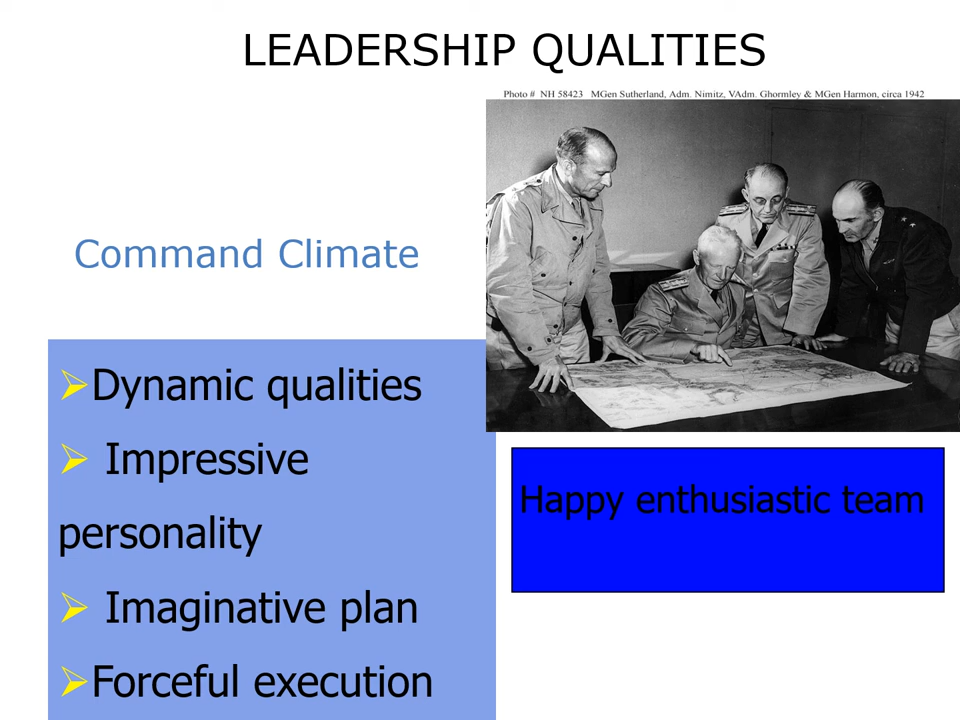 LEADERSHIP QUALITIES
Photo # NH 58423 MGen Sutherland, Adm. Nimitz, VAdm. Ghormley & MGen Harmon, circa 1942
Command Climate
➢Dynamic qualities
➢ Impressive
personality
➢ Imaginative plan
➢Forceful execution
Happy enthusiastic team